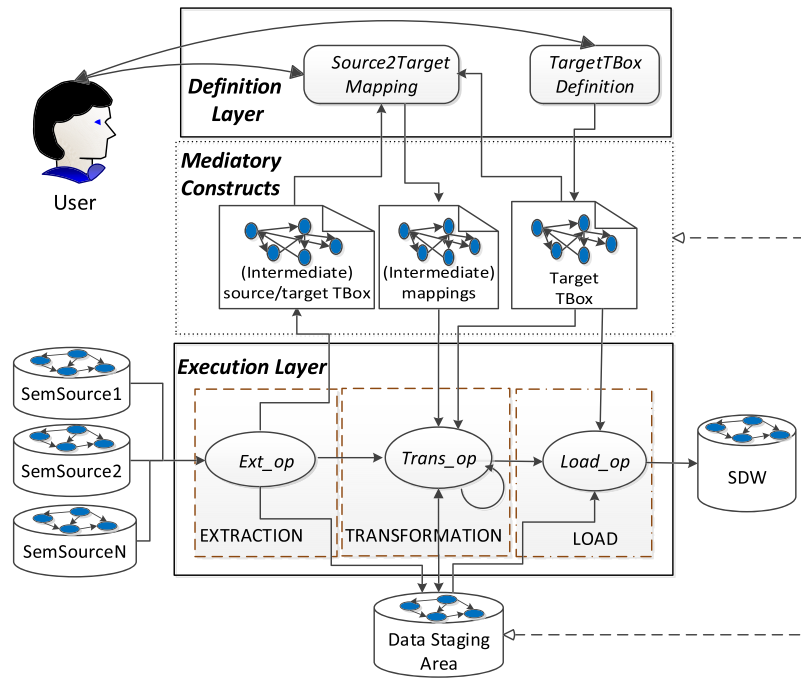 Source2Target
Mapping
TargetTBox
Definition
Definition
Layer
User
Mediatory
Constructs
(Intermediate)
source/target TBox
(Intermediate)
mappings
Target
TBox
Execution Layer
SemSource1
SemSource2
SemSourceN
Ext_op
Trans_op
Load_op
SDW
EXTRACTION
TRANSFORMATION
LOAD
Data Staging
Area